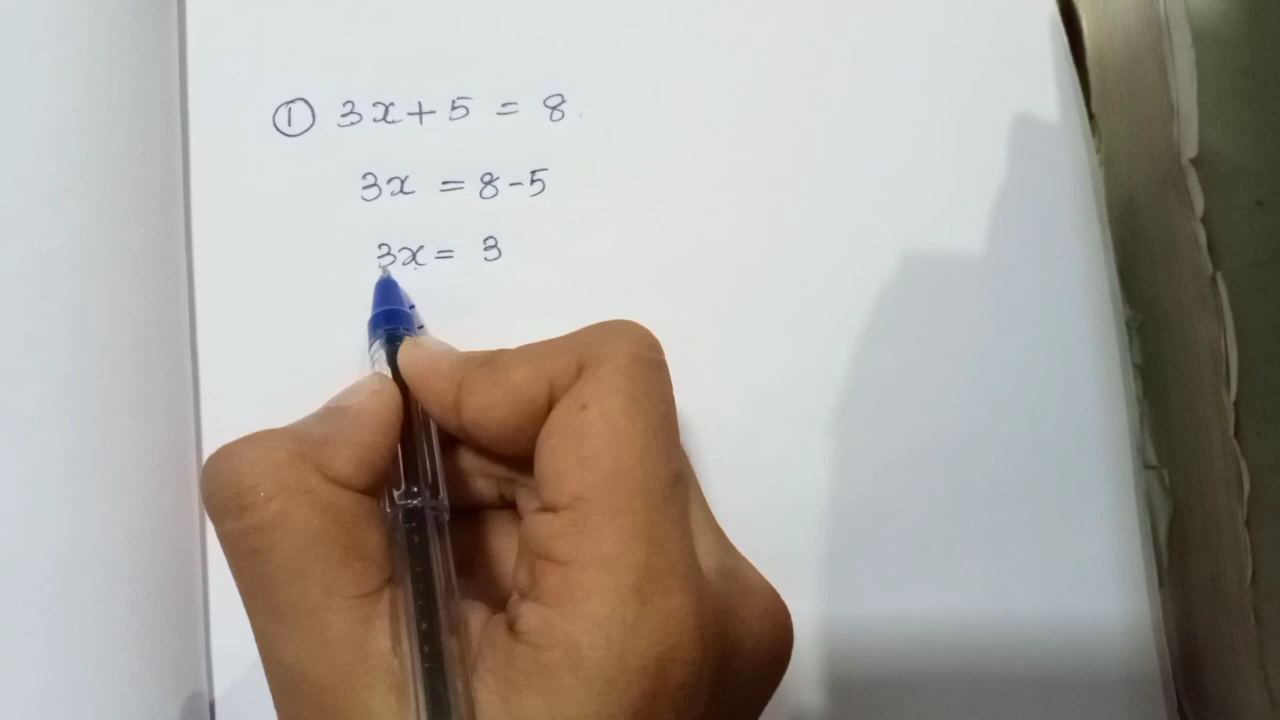 ① 3x+5 = 8
3x = 8-5
3x = 3